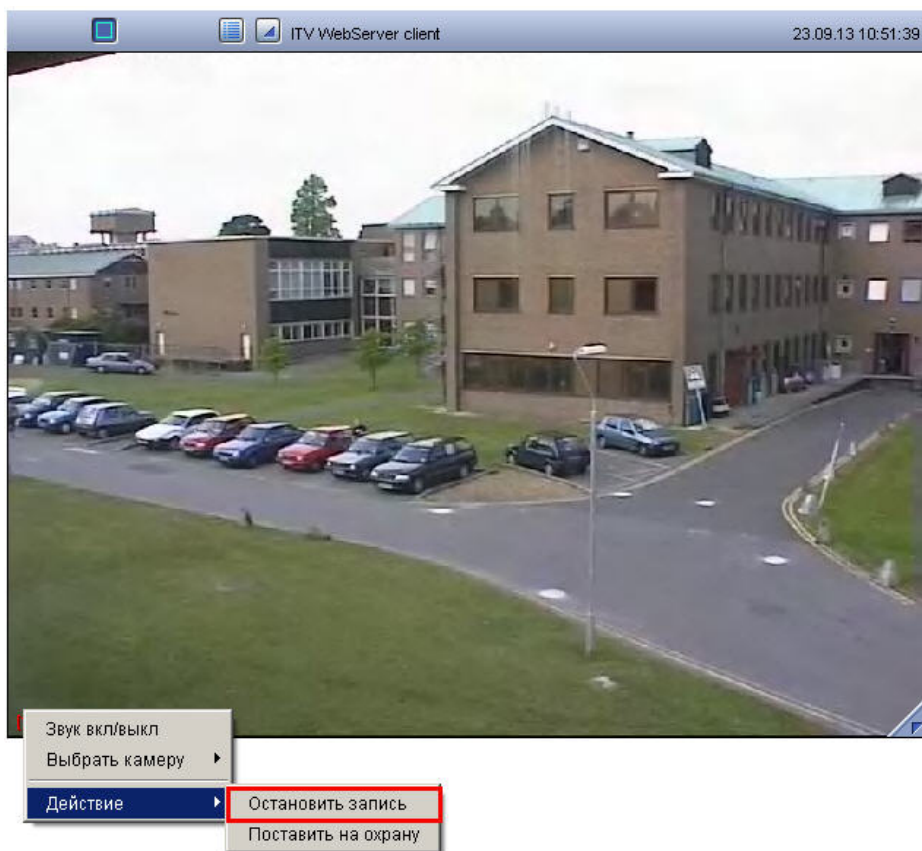 ITV WebServer client
23.09.13 10:51:39
Звук вкл/выкл
Выбрать камеру
Действие
Остановить запись
Поставить на охрану